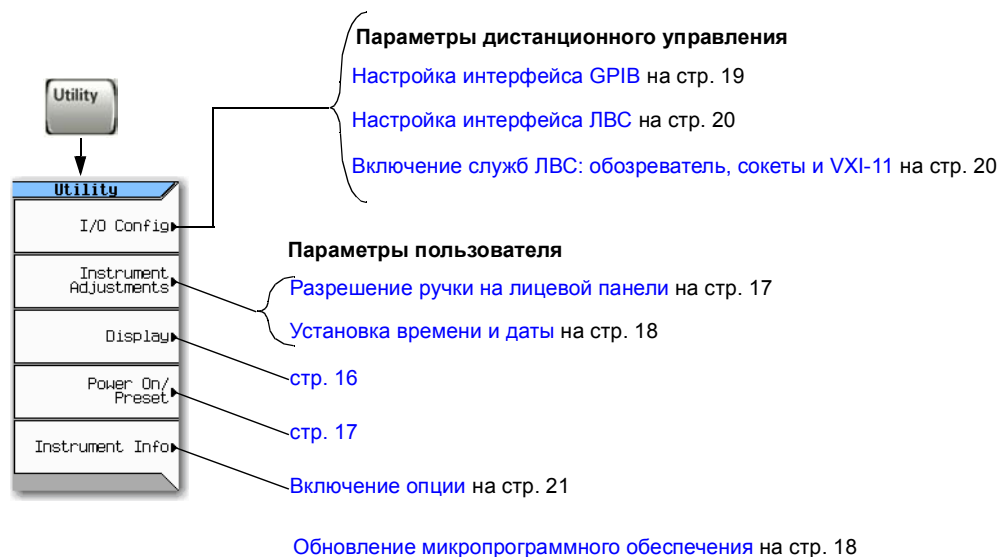 Параметры дистанционного управления
Настройка интерфейса GPIB на стр. 19
Utility
Настройка интерфейса ЛВС на стр. 20
Включение служб ЛВС: обозреватель, сокеты и VXI-11 на стр. 20
Utility
I/O Config
Параметры пользователя
Instrument
Adjustments
Разрешение ручки на лицевой панели на стр. 17
Установка времени и даты на стр. 18
Display
стр. 16
Power On/
Preset
стр. 17
Instrument Info
Включение опции на стр. 21
Обновление микропрограммного обеспечения на стр. 18